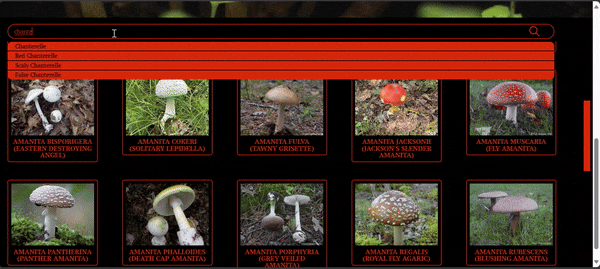 Chanterelle
Red Chanterelle
Scaly Chanterelle
False Chanterelle
AMANITA BISPORIGERA
(EASTERN DESTROYING
ANGEL)
AMANITA COKERI
(SOLITARY LEPIDELLA)
AMANITA FULVA
(TAWNY GRISETTE)
AMANITA JACKSONII
(JACKSON'S SLENDER
AMANITA)
AMANITA MUSCARIA
(FLY AMANITA)
AMANITA PANTHERINA
(PANTHER AMANITA)
AMANITA PHALLOIDES
(DEATH CAP AMANITA)
AMANITA PORPHYRIA
(GREY VEILED
AMANITA)
AMANITA REGALIS
(ROYAL FLY AGARIC)
AMANITA RUBESCENS
(BLUSHING AMANITA)